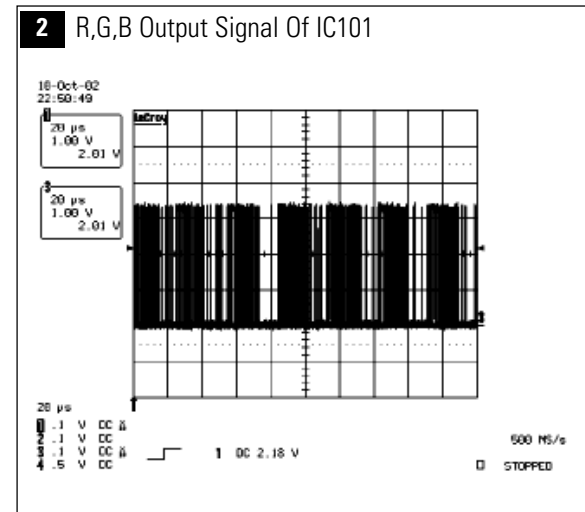 2 R,G,B Output Signal Of IC101
18-Oct-02
22:50:49
1
20 µs
1.00 V
2.01 V
LeCroy
3
20 µs
1.00 V
2.01 V
20 µs
1 .1 V DC
2 .1 V DC
3 .1 V DC
4 .5 V DC
1 DC 2.18 V
500 MS/s
STOPPED